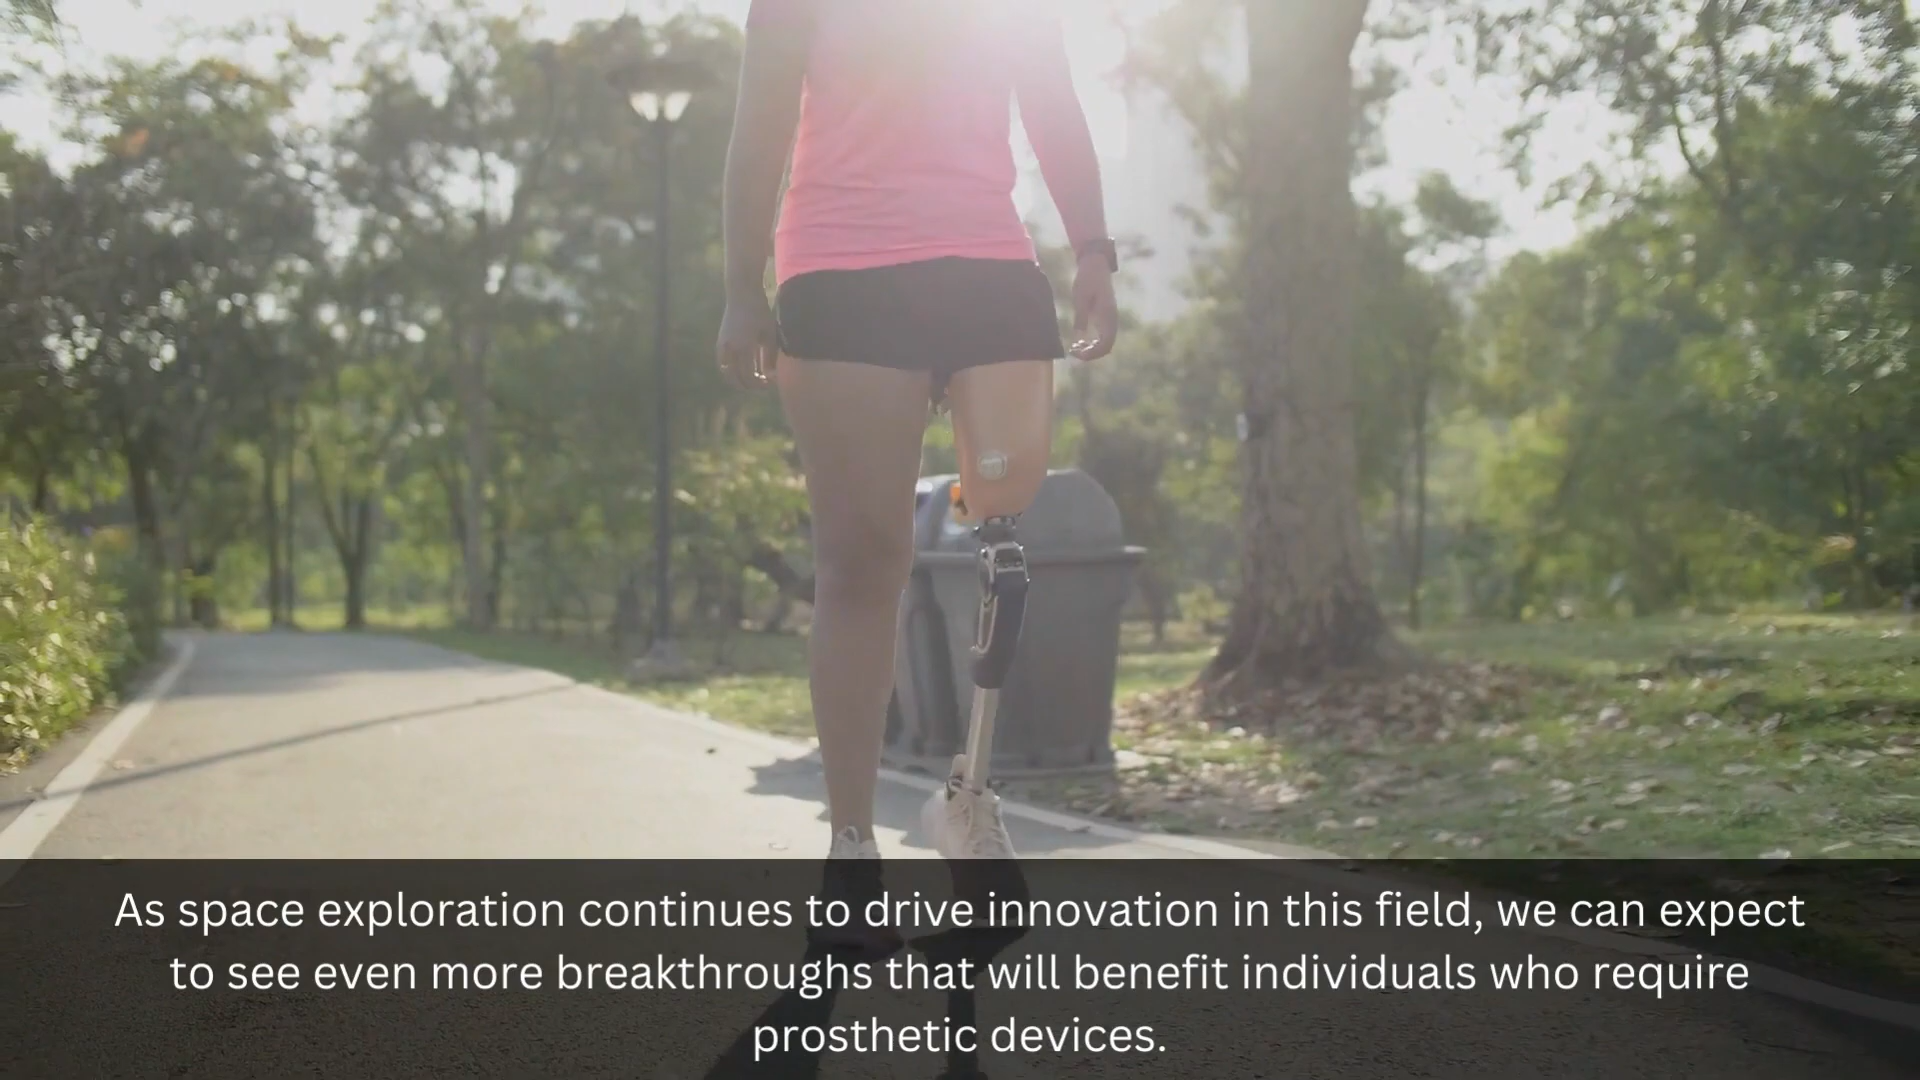 As space exploration continues to drive innovation in this field, we can expect
to see even more breakthroughs that will benefit individuals who require
prosthetic devices.